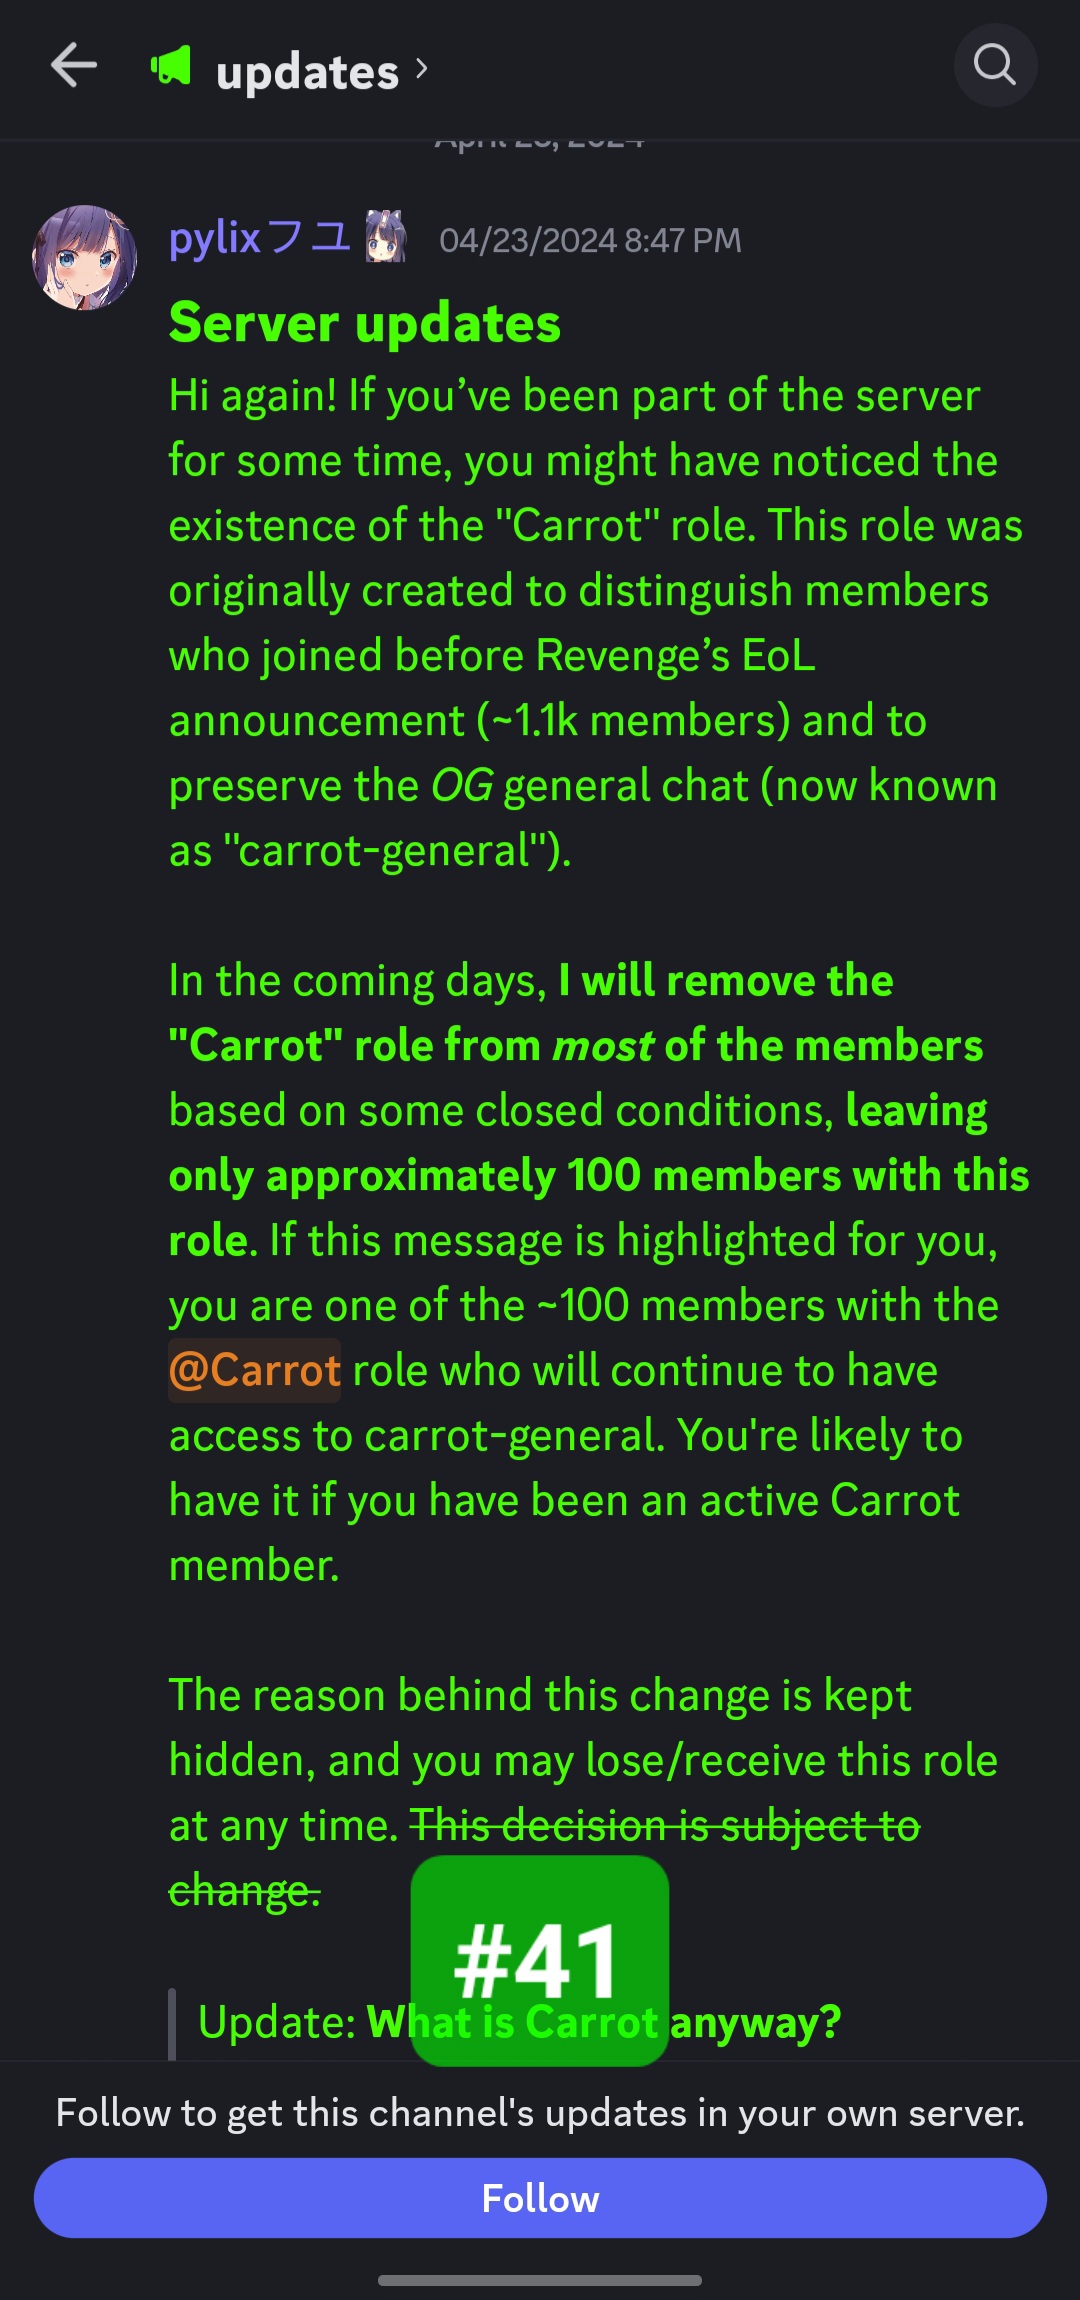 updates
April 23, 2024
pylixフユ 04/23/2024 8:47 PM
Server updates
Hi again! If you’ve been part of the server
for some time, you might have noticed the
existence of the "Carrot" role. This role was
originally created to distinguish members
who joined before Revenge’s EoL
announcement (~1.1k members) and to
preserve the OG general chat (now known
as "carrot-general").
In the coming days, I will remove the
"Carrot" role from most of the members
based on some closed conditions, leaving
only approximately 100 members with this
role. If this message is highlighted for you,
you are one of the ~100 members with the
@Carrot role who will continue to have
access to carrot-general. You're likely to
have it if you have been an active Carrot
member.
The reason behind this change is kept
hidden, and you may lose/receive this role
at any time. This decision is subject to
change.
#41
Update: What is Carrot anyway?
Follow to get this channel's updates in your own server.
Follow